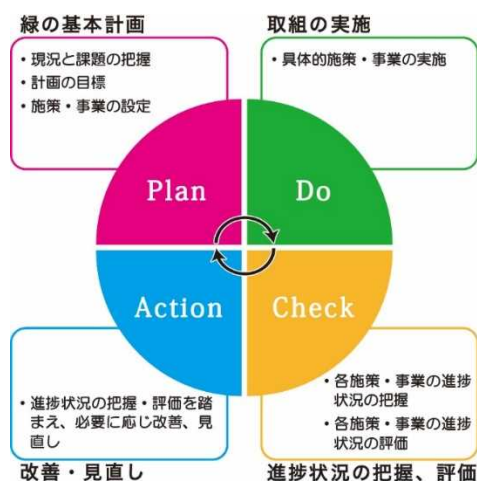 緑の基本計画
・現況と課題の把握
・計画の目標
・施策・事業の設定
取組の実施
・具体的施策・事業の実施
Plan
Do
Action
Check
・進捗状況の把握・評価を踏
まえ、必要に応じ改善、見
直し
改善・見直し
・各施策・事業の進捗
状況の把握
・各施策・事業の進捗
状況の評価
進捗状況の把握、評価